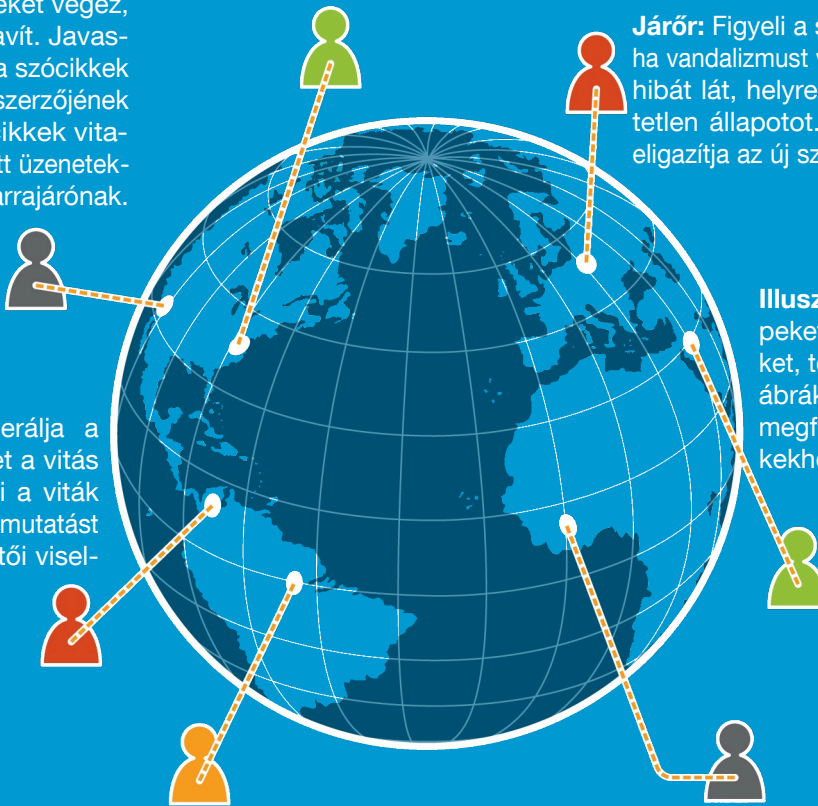 eket végez,
avít. Javas-
a szócikkek
szerzőjének
cikkek vita-
tt üzenetek-
arrajárónak.
erálja a
et a vitás
i a viták
mutatást
tői visel-
Járőr: Figyeli a s
ha vandalizmust v
hibát lát, helyre
tetlen állapotot.
eligazítja az új sz
Illusz
peket
ket, té
ábrák
megf
kekhe